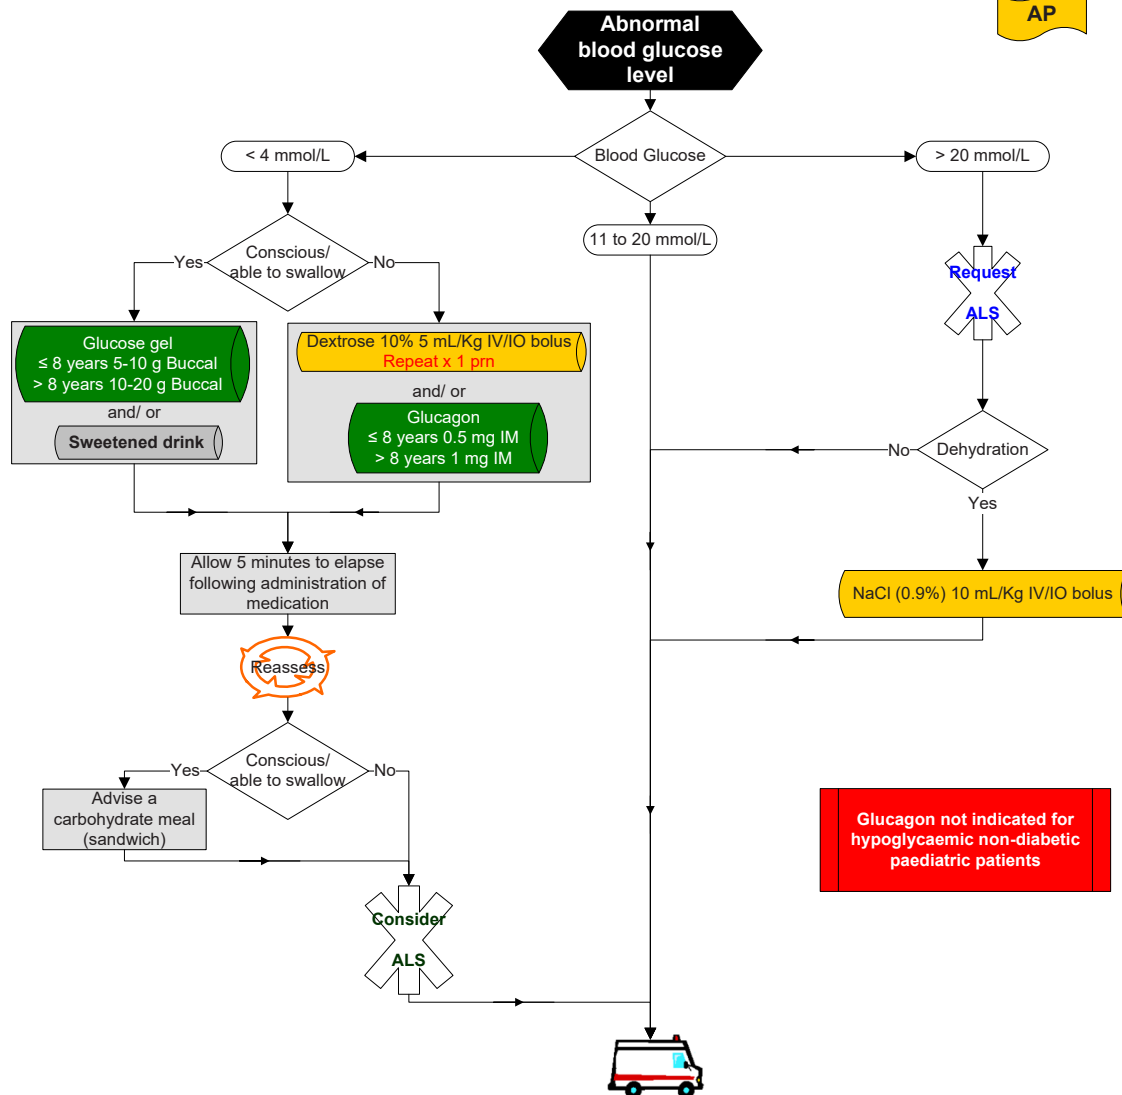 AP
Abnormal
blood glucose
level
Blood Glucose
< 4 mmol/L
> 20 mmol/L
11 to 20 mmol/L
Conscious/
able to swallow
Yes
No
Request
ALS
Glucose gel
≤ 8 years 5-10 g Buccal
> 8 years 10-20 g Buccal
and/ or
Sweetened drink
Dextrose 10% 5 mL/Kg IV/IO bolus
Repeat x 1 prn
and/ or
Glucagon
≤ 8 years 0.5 mg IM
> 8 years 1 mg IM
Dehydration
No
Yes
NaCl (0.9%) 10 mL/Kg IV/IO bolus
Allow 5 minutes to elapse
following administration of
medication
Reassess
Conscious/
able to swallow
Yes
No
Advise a
carbohydrate meal
(sandwich)
Consider
ALS
Glucagon not indicated for
hypoglycaemic non-diabetic
paediatric patients